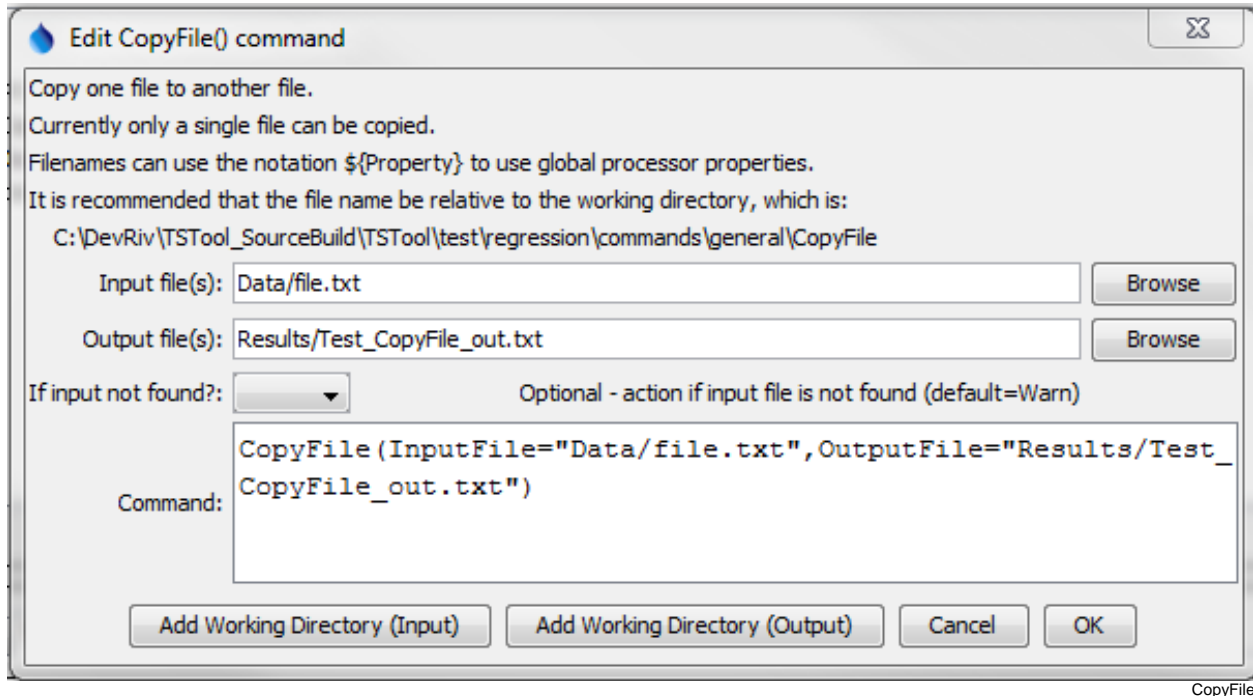 Edit CopyFile() command
Copy one file to another file.
Currently only a single file can be copied.
Filenames can use the notation ${Property} to use global processor properties.
It is recommended that the file name be relative to the working directory, which is:
C:\DevRiv\TSTool_SourceBuild\TSTool\test\regression\commands\general\CopyFile
Input file(s): Data/file.txt Browse
Output file(s): Results/Test_CopyFile_out.txt Browse
If input not found?: Optional - action if input file is not found (default=Warn)
CopyFile(InputFile="Data/file.txt",OutputFile="Results/Test_
Command: CopyFile_out.txt")
Add Working Directory (Input) Add Working Directory (Output) Cancel OK
CopyFile